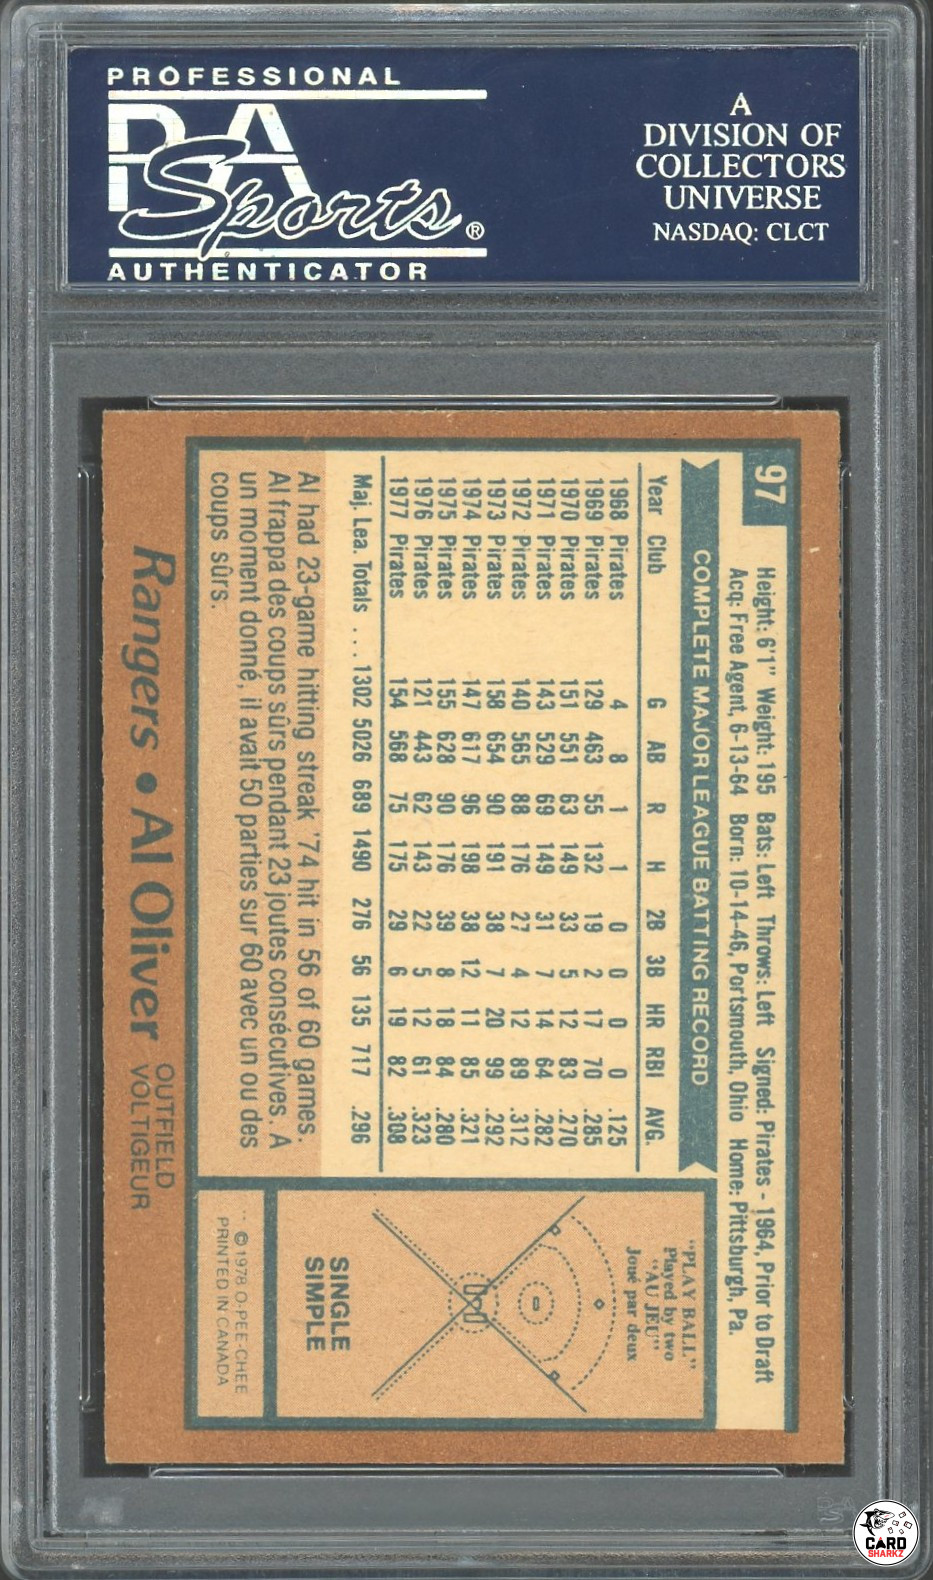 PROFESSIONAL
PSA
Sports®
AUTHENTICATOR
A
DIVISION OF
COLLECTORS
UNIVERSE
NASDAQ: CLCT
97
Height: 6'1" Weight: 195 Bats: Left Throws: Left Signed: Pirates - 1964, Prior to Draft
Acq: Free Agent, 6-13-64 Born: 10-14-46, Portsmouth, Ohio Home: Pittsburgh, Pa.
COMPLETE MAJOR LEAGUE BATTING RECORD
Year Club G AB R H 2B 3B HR RBI AVG.
1968 Pirates 4 8 1 1 0 0 0 0 .125
1969 Pirates 129 463 55 132 19 2 17 70 .285
1970 Pirates 151 551 63 149 33 5 12 83 .270
1971 Pirates 143 529 69 149 31 7 14 64 .282
1972 Pirates 140 565 88 176 27 4 12 89 .312
1973 Pirates 158 654 90 191 38 7 20 99 .292
1974 Pirates 147 617 96 198 38 12 11 85 .321
1975 Pirates 155 628 90 176 39 8 18 84 .280
1976 Pirates 121 443 62 143 22 5 12 61 .323
1977 Pirates 154 568 75 175 29 6 19 82 .308
Maj. Lea. Totals ... 1302 5026 689 1490 276 56 135 717 .296
Al had 23-game hitting streak '74 hit in 56 of 60 games.
Al frappa des coups sûrs pendant 23 joutes consécutives. A
un moment donné, il avait 50 parties sur 60 avec un ou des
coups sûrs.
Rangers • Al Oliver OUTFIELD
VOLTIGEUR
"PLAY BALL"
Played by two
"AU JEU"
Joué par deux
SINGLE
SIMPLE
© 1978 O-PEE-CHEE
PRINTED IN CANADA
PSA
CARD
SHARKZ